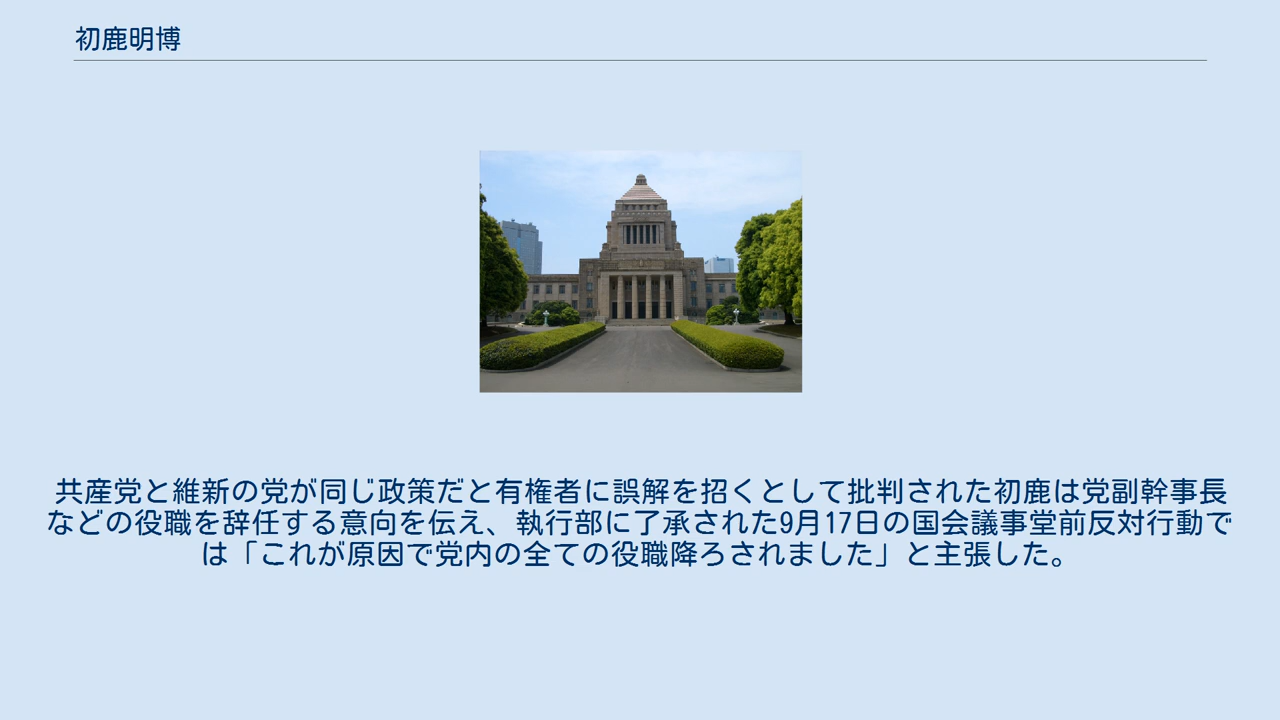 初鹿明博
共産党と維新の党が同じ政策だと有権者に誤解を招くとして批判された初鹿は党副幹事長
などの役職を辞任する意向を伝え、執行部に了承された9月17日の国会議事堂前反対行動で
は「これが原因で党内の全ての役職降ろされました」と主張した。